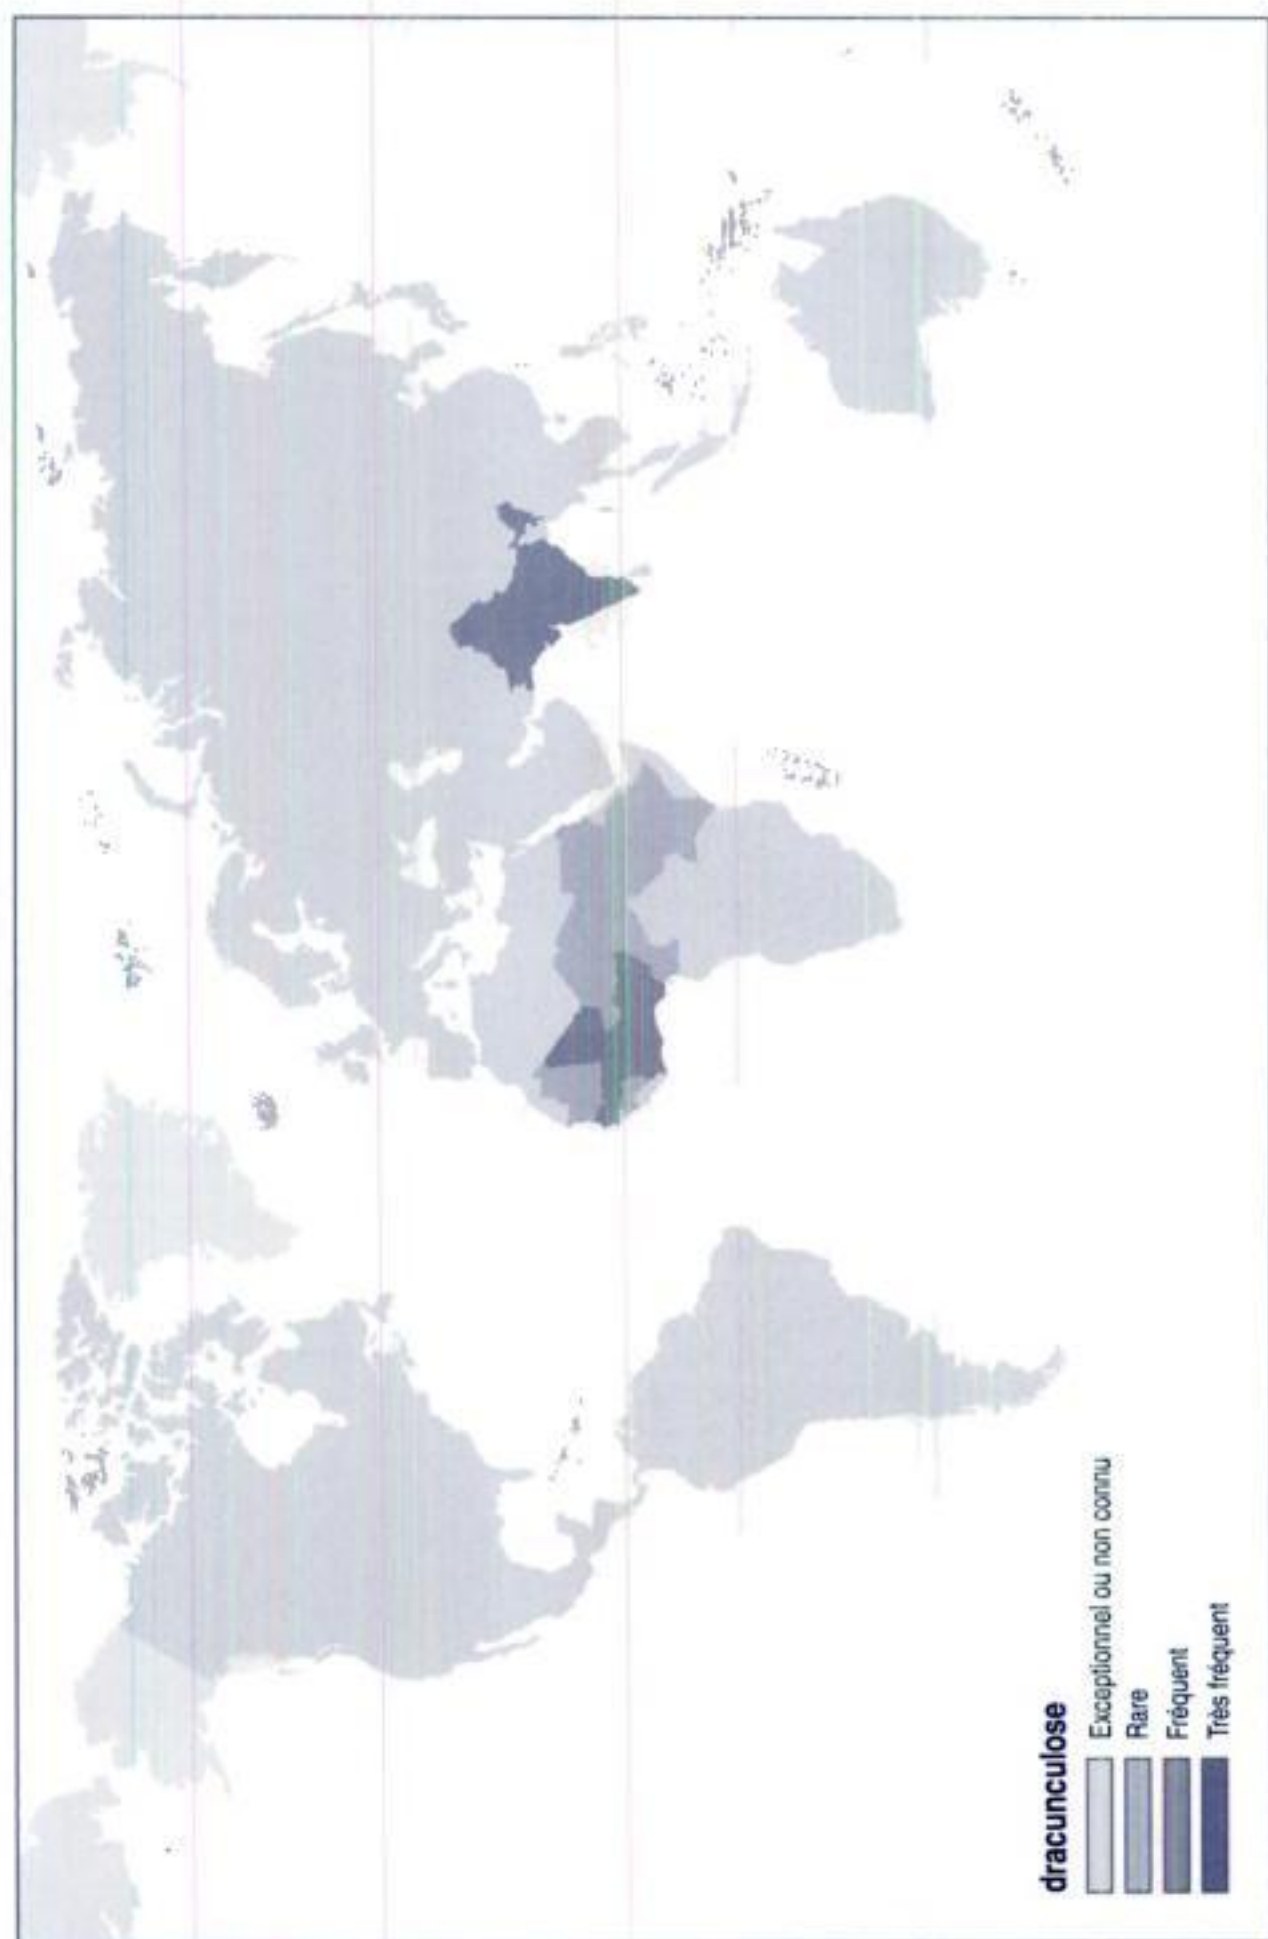 dracunculose
Exceptionnel ou non connu
Rare
Fréquent
Très fréquent